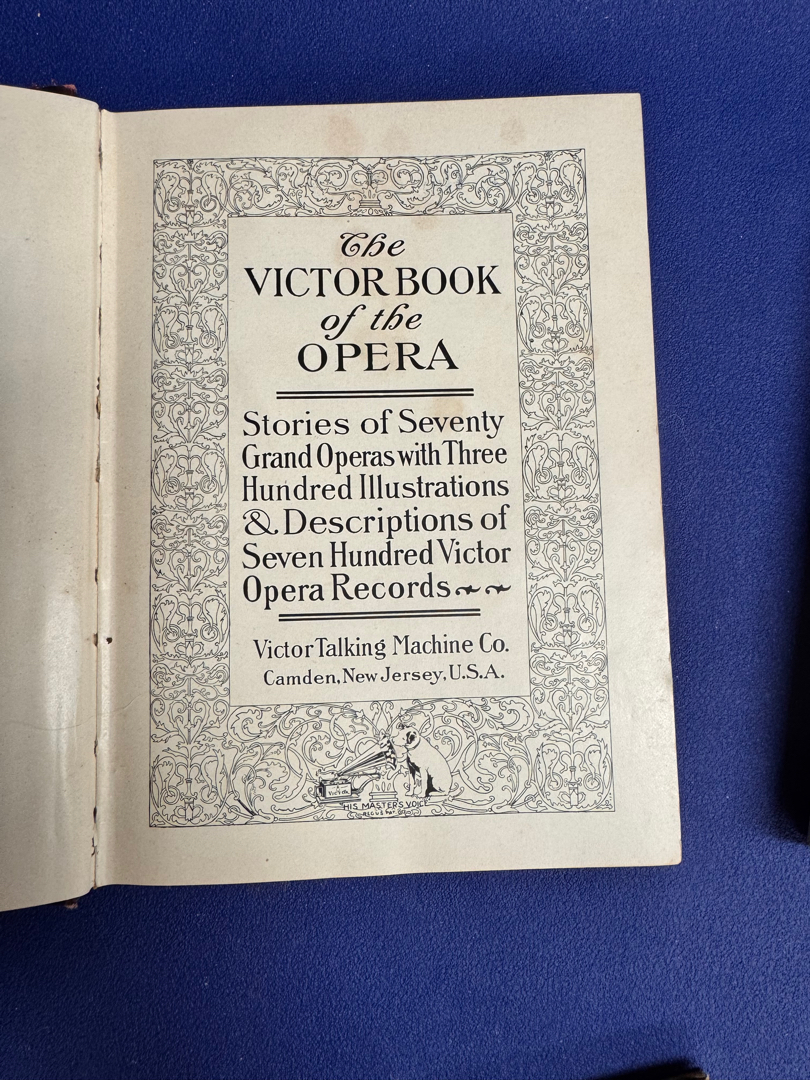 The
VICTOR BOOK
of the
OPERA
Stories of Seventy
Grand Operas with Three
Hundred Illustrations
& Descriptions of
Seven Hundred Victor
Opera Records
Victor Talking Machine Co.
Camden, New Jersey, U.S.A.
Victor
HIS MASTERS VOICE